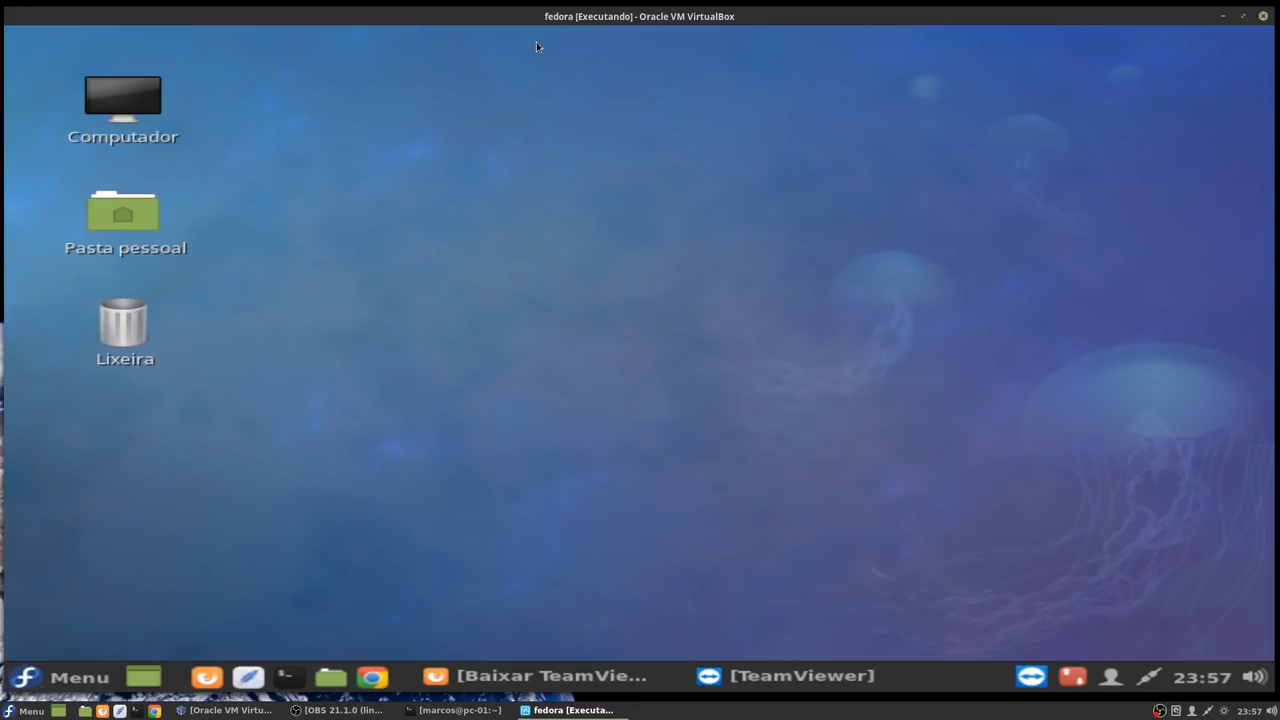 fedora [Executando] - Oracle VM VirtualBox
Computador
Pasta pessoal
Lixeira
Menu
[Baixar TeamVie...
[TeamViewer]
23:57
Menu
[Oracle VM Virtu...
[OBS 21.1.0 (lin...
[marcos@pc-01:~]
fedora [Executa...
23:57